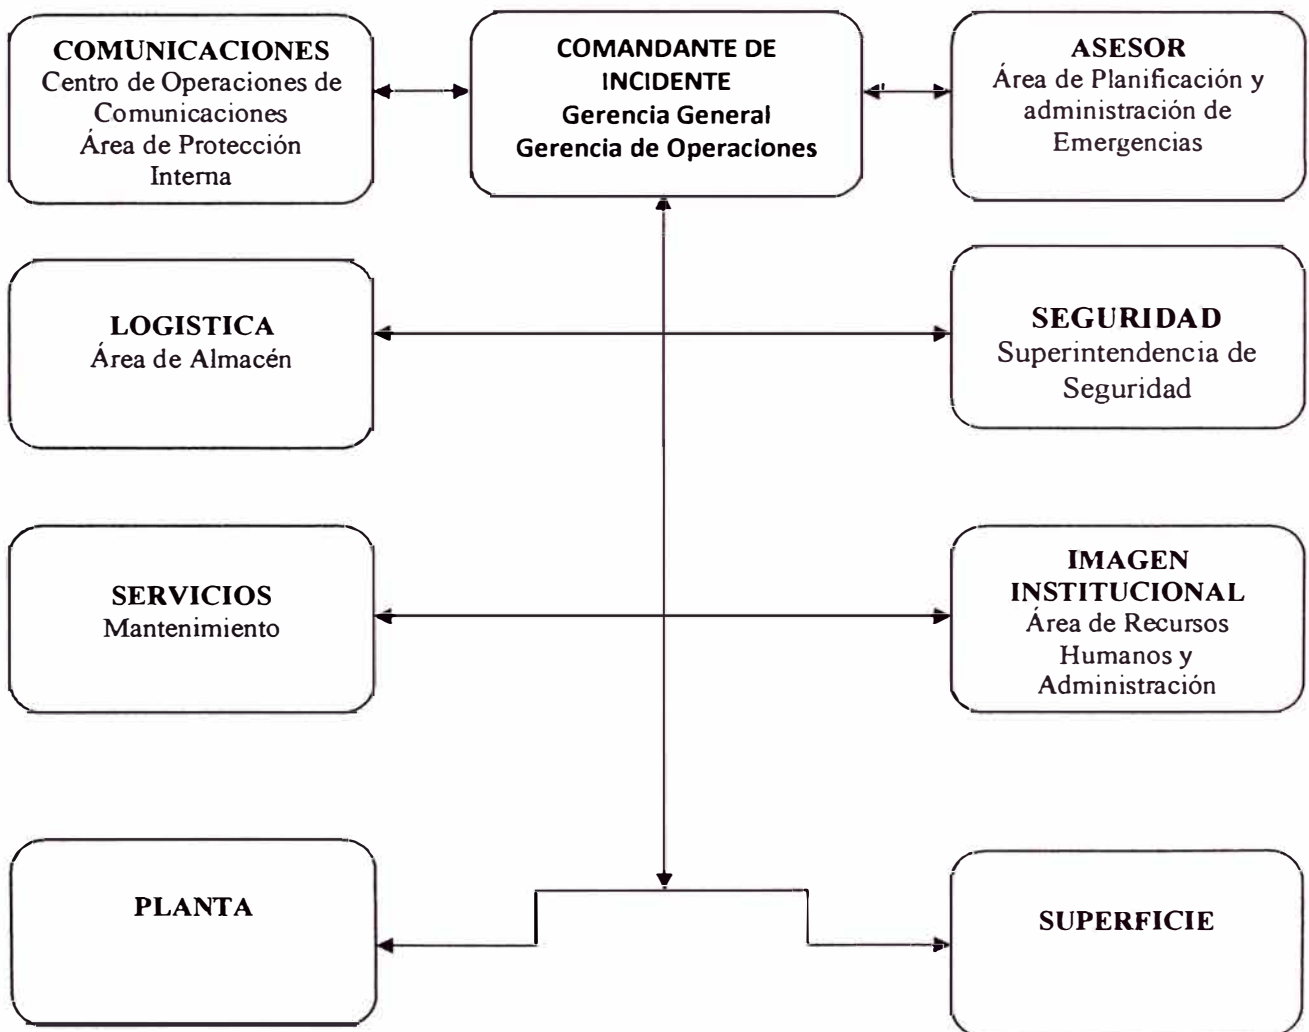 COMUNICACIONES
Centro de Operaciones de
Comunicaciones
Área de Protección
Interna
COMANDANTE DE
INCIDENTE
Gerencia General
Gerencia de Operaciones
ASESOR
Área de Planificación y
administración de
Emergencias
LOGISTICA
Área de Almacén
SEGURIDAD
Superintendencia de
Seguridad
SERVICIOS
Mantenimiento
IMAGEN
INSTITUCIONAL
Área de Recursos
Humanos y
Administración
PLANTA
SUPERFICIE